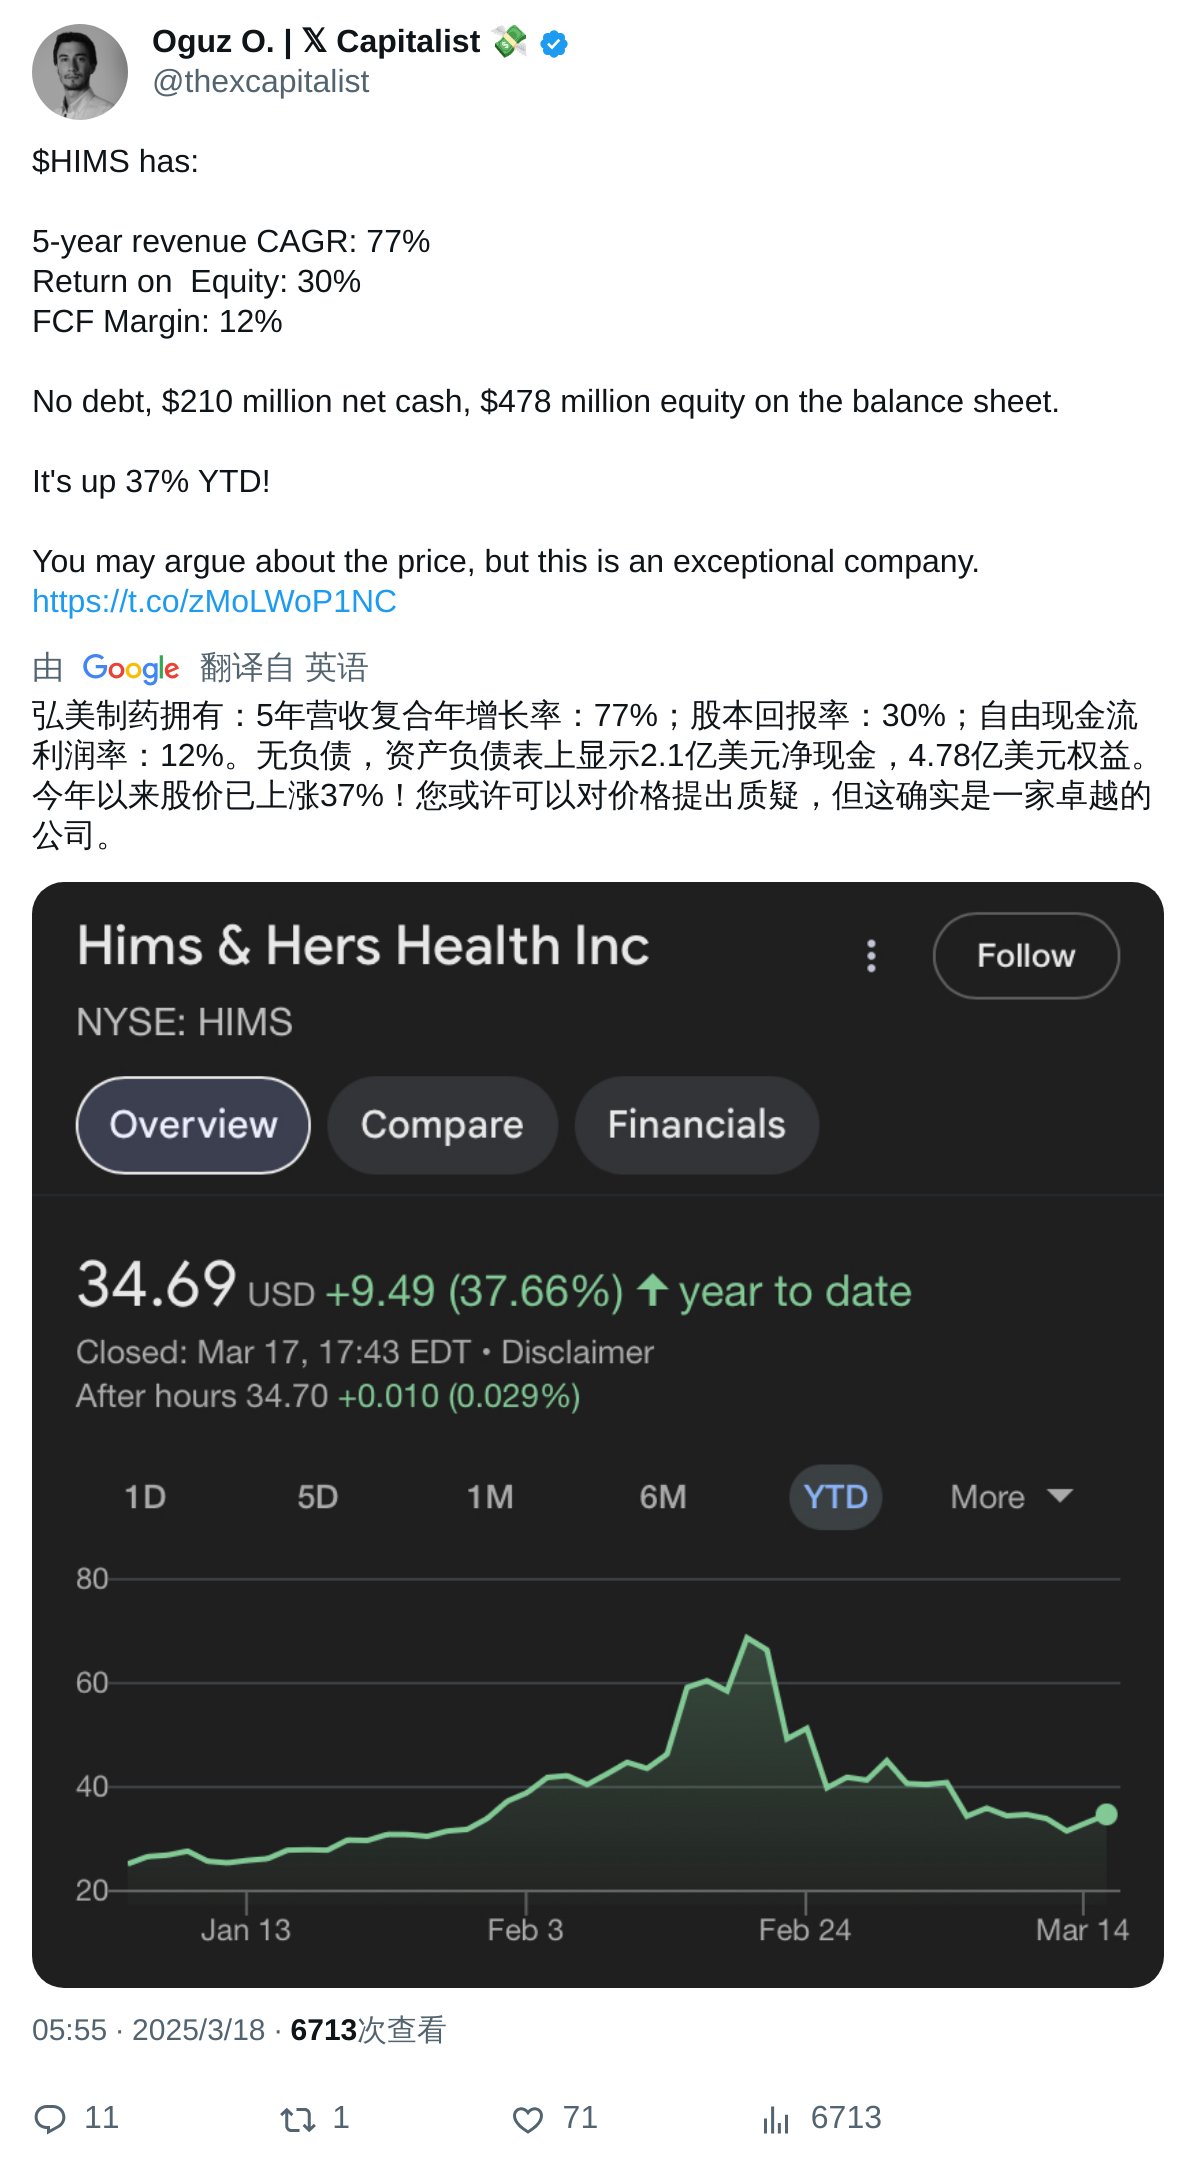 Oguz O. | 𝕏 Capitalist 💸
@thexcapitalist
$HIMS has:
5-year revenue CAGR: 77%
Return on  Equity: 30%
FCF Margin: 12%
No debt, $210 million net cash, $478 million equity on the balance sheet.
It's up 37% YTD!
You may argue about the price, but this is an exceptional company.
https://t.co/zMoLWoP1NC
由 Google 翻译自 英语
弘美制药拥有：5年营收复合年增长率：77%；股本回报率：30%；自由现金流
利润率：12%。无负债，资产负债表上显示2.1亿美元净现金，4.78亿美元权益。
今年以来股价已上涨37%！您或许可以对价格提出质疑，但这确实是一家卓越的
公司。
Hims & Hers Health Inc
Follow
NYSE: HIMS
Overview Compare Financials
34.69 USD +9.49 (37.66%) ↑ year to date
Closed: Mar 17, 17:43 EDT • Disclaimer
After hours 34.70 +0.010 (0.029%)
1D 5D 1M 6M YTD More
80
60
40
20
Jan 13 Feb 3 Feb 24 Mar 14
05:55 · 2025/3/18 · 6713次查看
11 1 71 6713